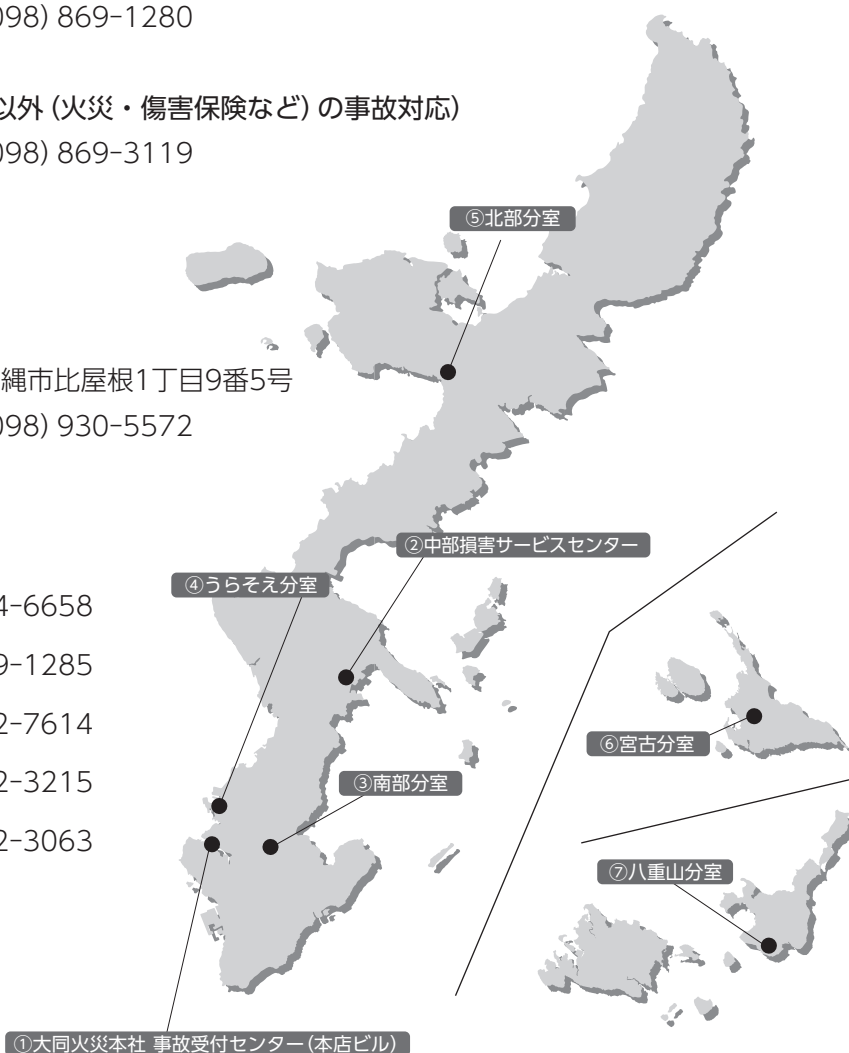 098) 869-1280
以外 (火災・傷害保険など) の事故対応)
098) 869-3119
⑤北部分室
縄市比屋根1丁目9番5号
098) 930-5572
②中部損害サービスセンター
④うらそえ分室
4-6658
9-1285
2-7614
⑥宮古分室
2-3215
③南部分室
2-3063
⑦八重山分室
①大同火災本社 事故受付センター (本店ビル)